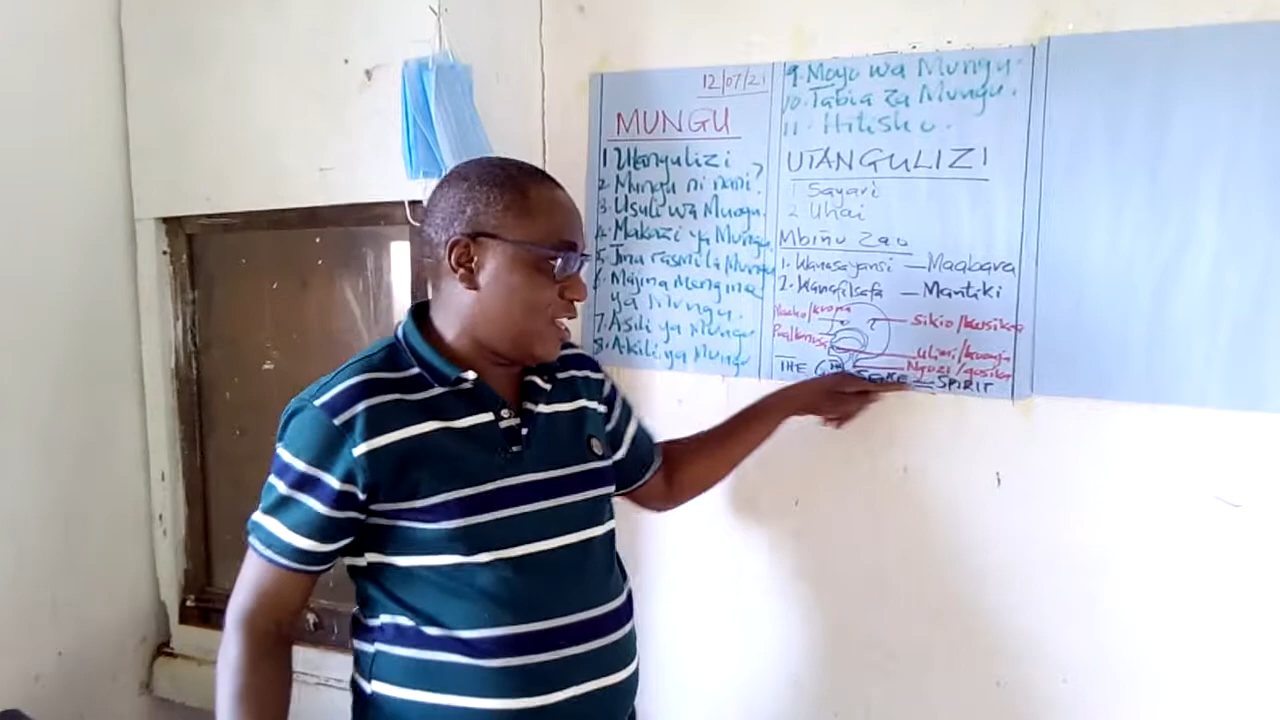 12/07/21
MUNGU
1 Utangulizi
2. Mungu ni nani?
3. Usuli wa Mungu.
4. Makazi ya Mungu.
5. Jina rasmi la Mungu
6. Majina Mengine
ya Mungu.
7. Asili ya Mungu
8. Akili ya Mungu
9. Moyo wa Mungu.
10. Tabia za Mungu.
11. Hitisho.
UTANGULIZI
1 Sayari
2 Uhai
Mbinu Zao
1. Wanasayansi — Maabara
2. Wanafilsafa — Mantiki
Macho/kuona
Sikio/kusikia
Pua/kunusa
Ulimi/kuonja
Ngozi/
THE 6TH SENSE — SPIRIT